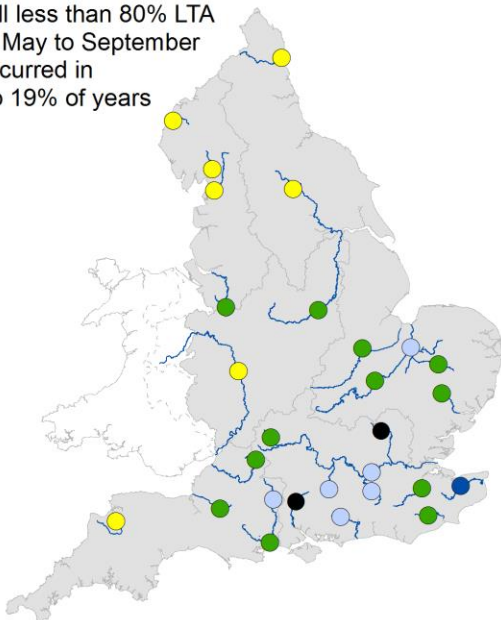 ll less than 80% LTA
May to September
curred in
19% of years